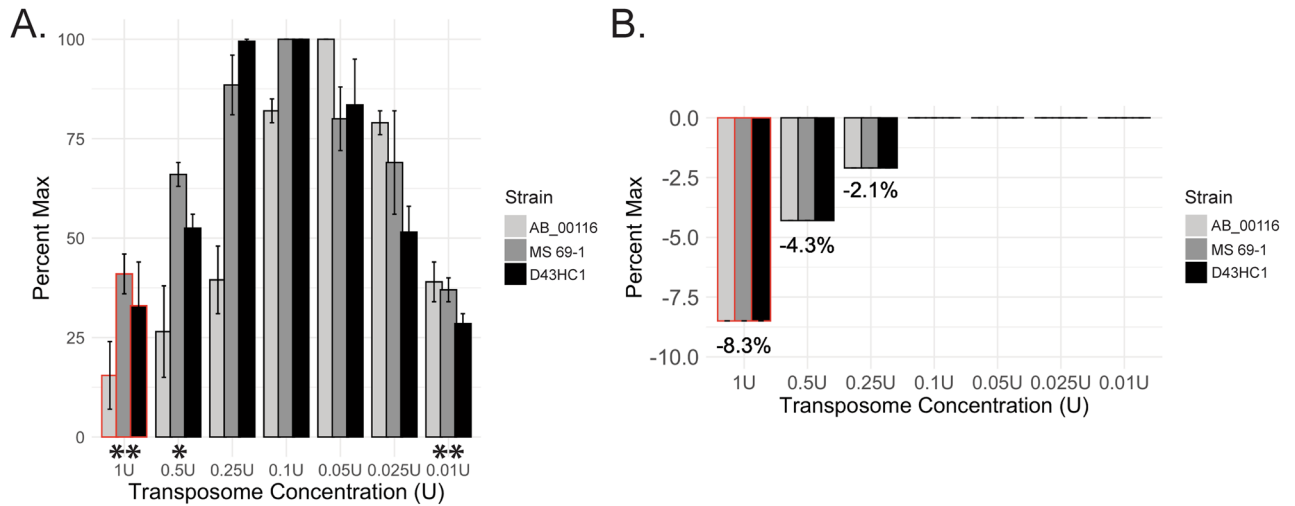 A.
100
75
50
25
0
Percent Max
** * **
1U 0.5U 0.25U 0.1U 0.05U 0.025U 0.01U
Transposome Concentration (U)
Strain
AB_00116
MS 69-1
D43HC1
B.
0.0
-2.5
-5.0
-7.5
-10.0
Percent Max
-2.1%
-4.3%
-8.3%
1U 0.5U 0.25U 0.1U 0.05U 0.025U 0.01U
Transposome Concentration (U)
Strain
AB_00116
MS 69-1
D43HC1